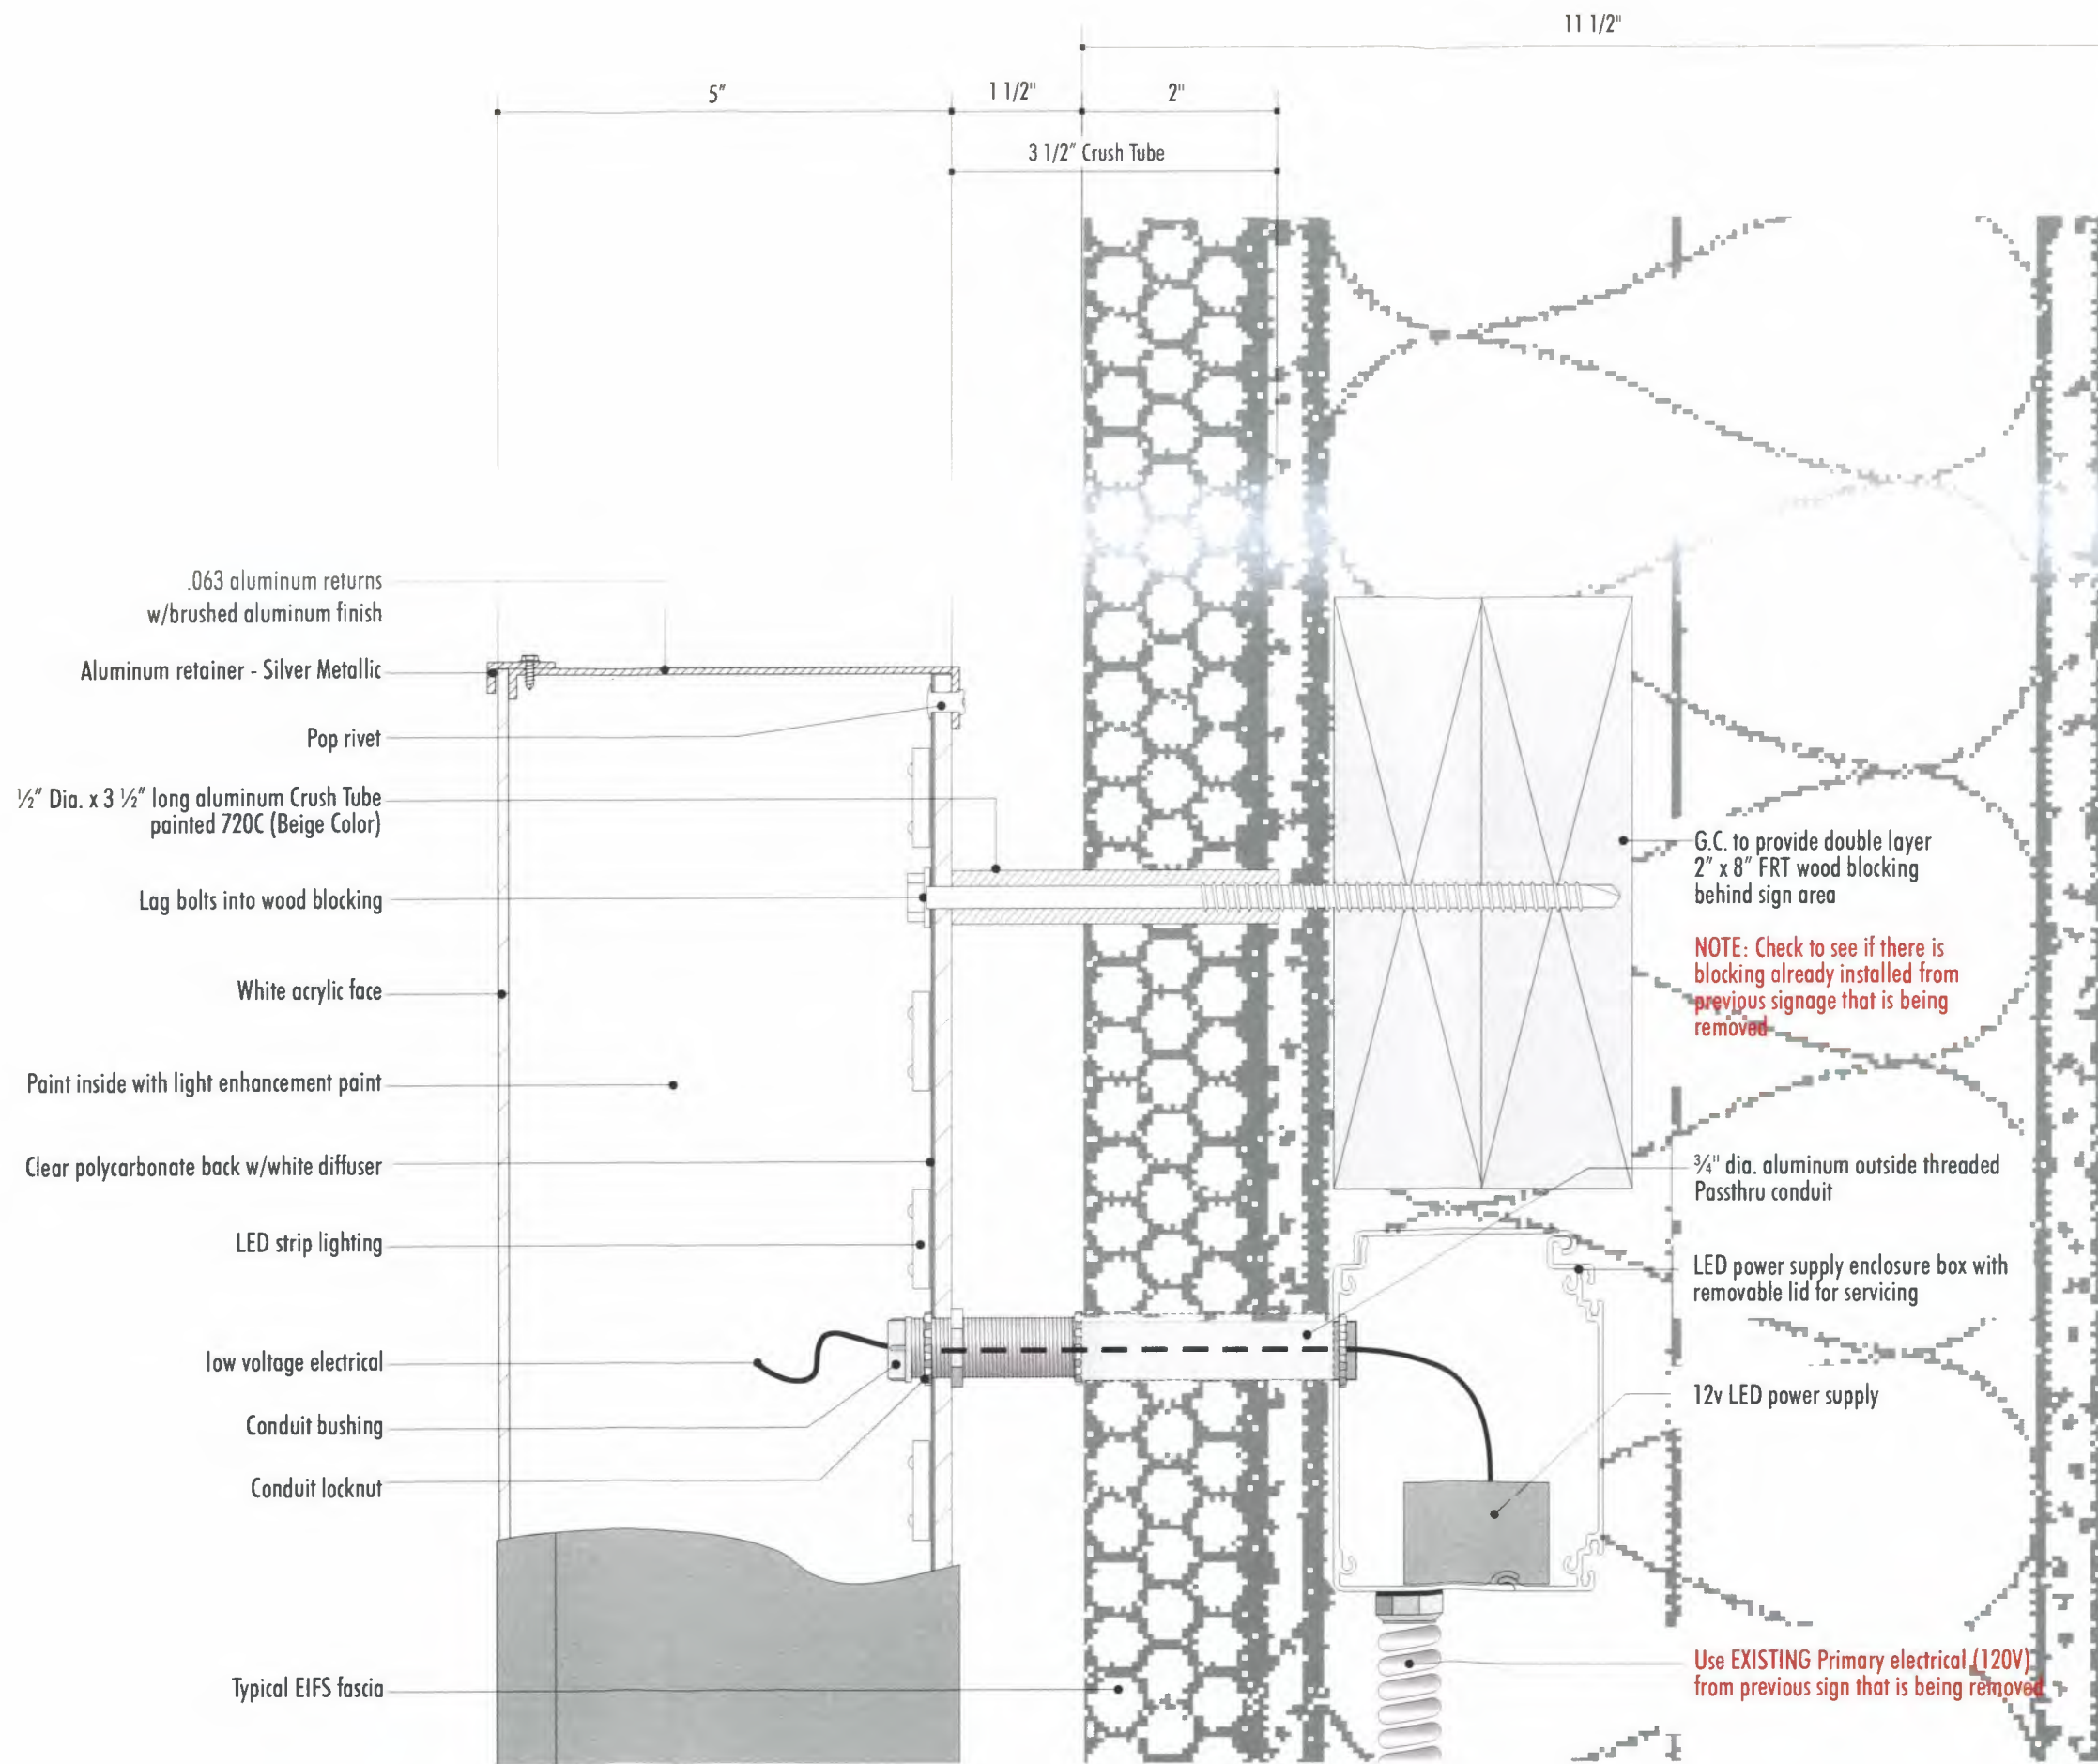 11 1/2"
5"
1 1/2"
2"
3 1/2" Crush Tube
.063 aluminum returns
w/brushed aluminum finish
Aluminum retainer - Silver Metallic
Pop rivet
½" Dia. x 3 ½" long aluminum Crush Tube
painted 720C (Beige Color)
Lag bolts into wood blocking
White acrylic face
Paint inside with light enhancement paint
Clear polycarbonate back w/white diffuser
LED strip lighting
low voltage electrical
Conduit bushing
Conduit locknut
Typical EIFS fascia
G.C. to provide double layer
2" x 8" FRT wood blocking
behind sign area
NOTE: Check to see if there is
blocking already installed from
previous signage that is being
removed
¾" dia. aluminum outside threaded
Passthru conduit
LED power supply enclosure box with
removable lid for servicing
12v LED power supply
Use EXISTING Primary electrical (120V)
from previous sign that is being removed